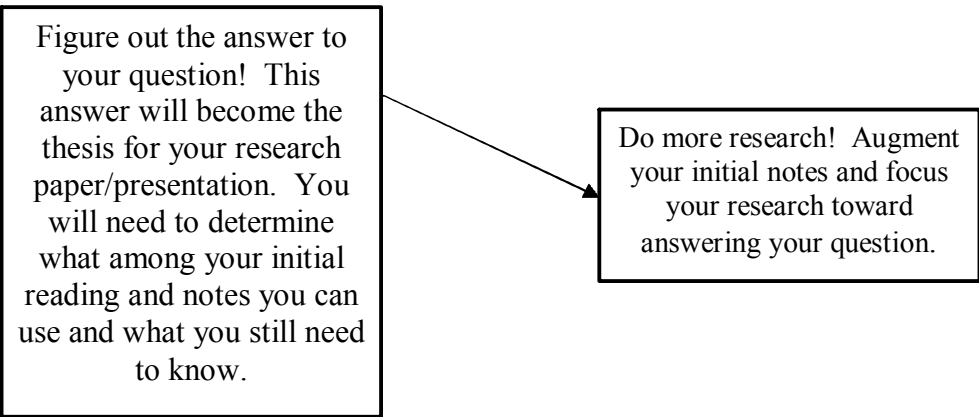 Figure out the answer to
your question!  This
answer will become the
thesis for your research
paper/presentation.  You
will need to determine
what among your initial
reading and notes you can
use and what you still need
to know.
Do more research!  Augment
your initial notes and focus
your research toward
answering your question.